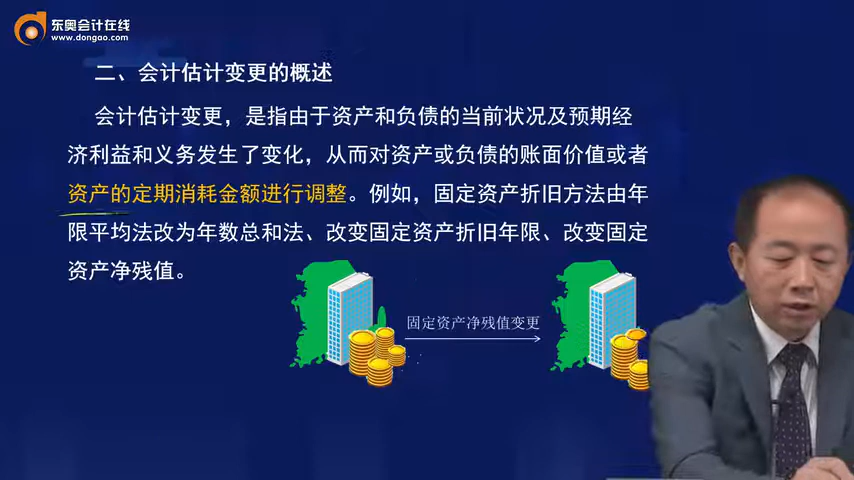 东奥会计在线
www.dongao.com
二、会计估计变更的概述
会计估计变更，是指由于资产和负债的当前状况及预期经
济利益和义务发生了变化，从而对资产或负债的账面价值或者
资产的定期消耗金额进行调整。例如，固定资产折旧方法由年
限平均法改为年数总和法、改变固定资产折旧年限、改变固定
资产净残值。
固定资产净残值变更